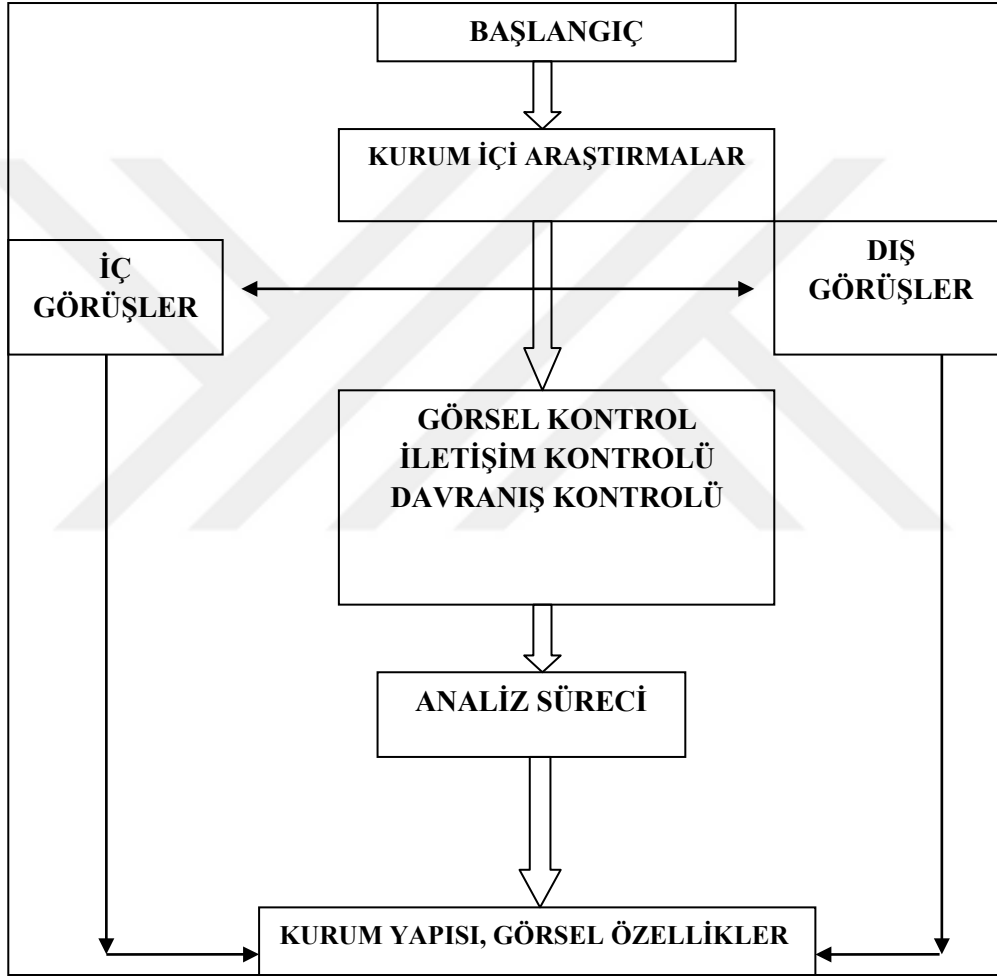 BAŞLANGIÇ
KURUM İÇİ ARAŞTIRMALAR
İÇ
GÖRÜŞLER
DIŞ
GÖRÜŞLER
GÖRSEL KONTROL
İLETİŞİM KONTROLÜ
DAVRANIŞ KONTROLÜ
ANALİZ SÜRECİ
KURUM YAPISI, GÖRSEL ÖZELLİKLER